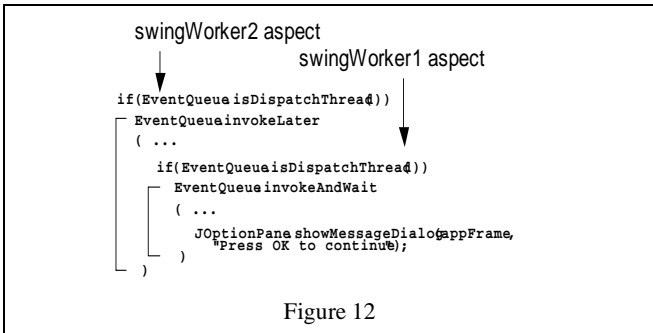 swingWorker2 aspect
swingWorker1 aspect
if(EventQueue.isDispatchThread())
EventQueue.invokeLater
( ...
if(EventQueue.isDispatchThread())
EventQueue.invokeAndWait
( ...
JOptionPane.showMessageDialog(appFrame,
"Press OK to continue");
)
)
Figure 12